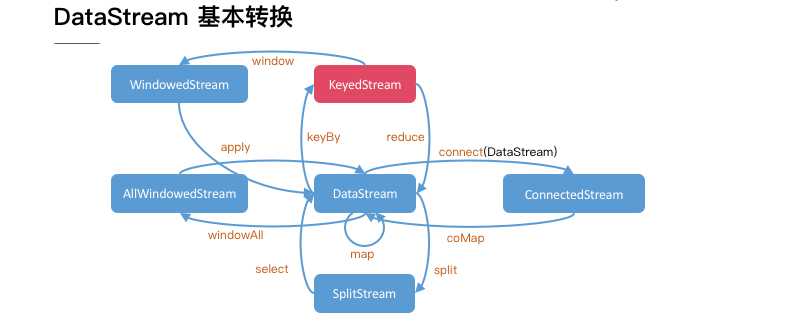 DataStream 基本转换
window
WindowedStream
KeyedStream
apply
keyBy
reduce
connect(DataStream)
AllWindowedStream
DataStream
ConnectedStream
windowAll
coMap
map
select
split
SplitStream